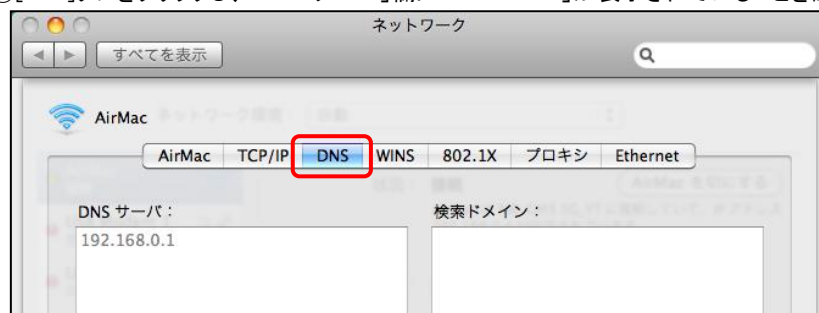 ネットワーク
すべてを表示
AirMac
AirMac TCP/IP DNS WINS 802.1X プロキシ Ethernet
DNS サーバ： 検索ドメイン：
192.168.0.1